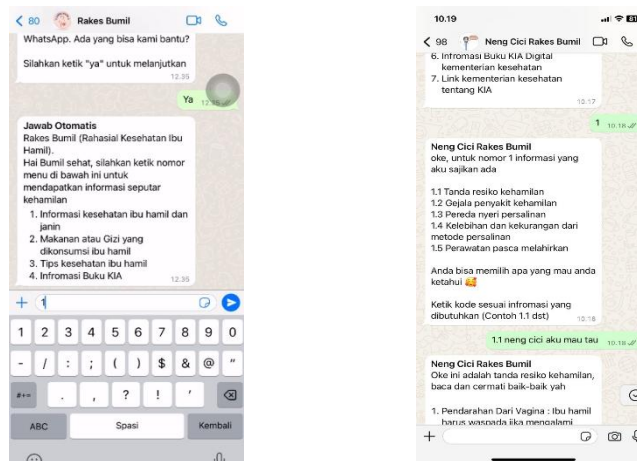 80 Rakes Bumil
WhatsApp. Ada yang bisa kami bantu?
Silahkan ketik "ya" untuk melanjutkan
12.35
Ya
Jawab Otomatis
Rakes Bumil (Rahasial Kesehatan Ibu
Hamil).
Hai Bumil sehat, silahkan ketik nomor
menu di bawah ini untuk
mendapatkan informasi seputar
kehamilan
1. Informasi kesehatan ibu hamil dan
janin
2. Makanan atau Gizi yang
dikonsumsi ibu hamil
3. Tips kesehatan ibu hamil
4. Infromasi Buku KIA
12.35
1
1 2 3 4 5 6 7 8 9 0
- / : ; ( ) $ & @ "
#+= . , ? ! '
ABC Spasi Kembali
10.19
98 Neng Cici Rakes Bumil
6. Infromasi Buku KIA Digital
kementerian kesehatan
7. Link kementerian kesehatan
tentang KIA
10.17
1 10.18
Neng Cici Rakes Bumil
oke, untuk nomor 1 informasi yang
aku sajikan ada
1.1 Tanda resiko kehamilan
1.2 Gejala penyakit kehamilan
1.3 Pereda nyeri persalinan
1.4 Kelebihan dan kekurangan dari
metode persalinan
1.5 Perawatan pasca melahirkan
Anda bisa memilih apa yang mau anda
ketahui 🥰
Ketik kode sesuai infromasi yang
dibutuhkan (Contoh 1.1 dst)
10.18
1.1 neng cici aku mau tau 10.18
Neng Cici Rakes Bumil
Oke ini adalah tanda resiko kehamilan,
baca dan cermati baik-baik yah
1. Pendarahan Dari Vagina : Ibu hamil
harus waspada jika mengalami